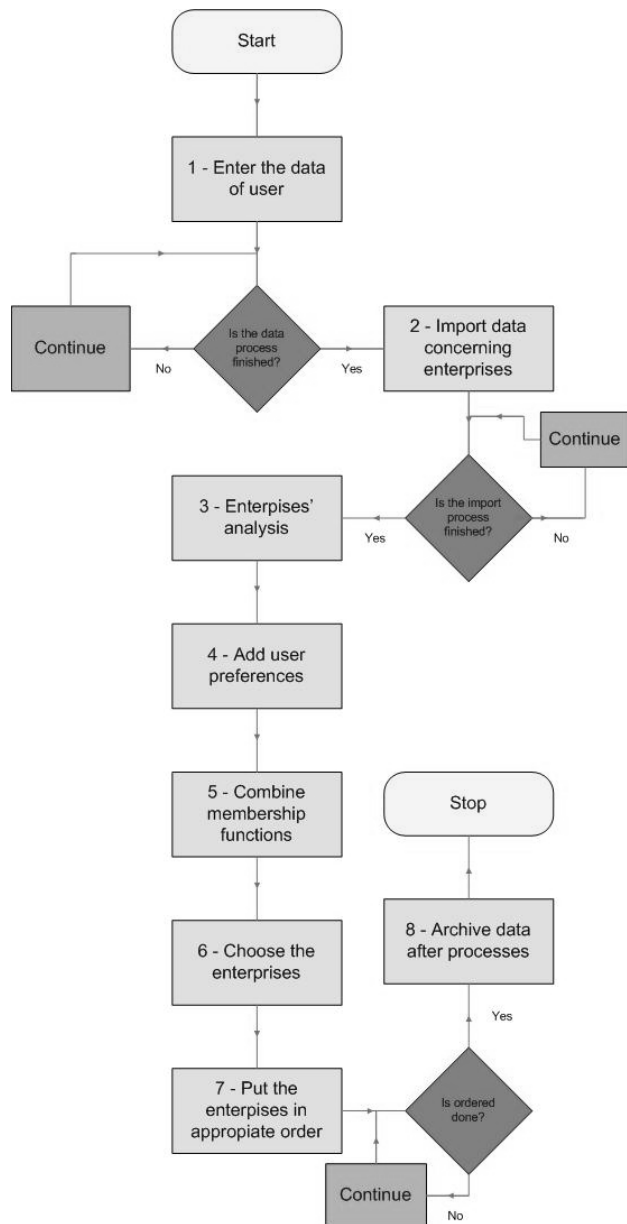 Start
1 - Enter the data
of user
Is the data
process
finished?
No
Continue
Yes
2 - Import data
concerning
enterprises
Is the import
process
finished?
No
Continue
Yes
3 - Enterpises'
analysis
4 - Add user
preferences
5 - Combine
membership
functions
6 - Choose the
enterprises
7 - Put the
enterpises in
appropiate order
Is ordered
done?
No
Continue
Yes
8 - Archive data
after processes
Stop